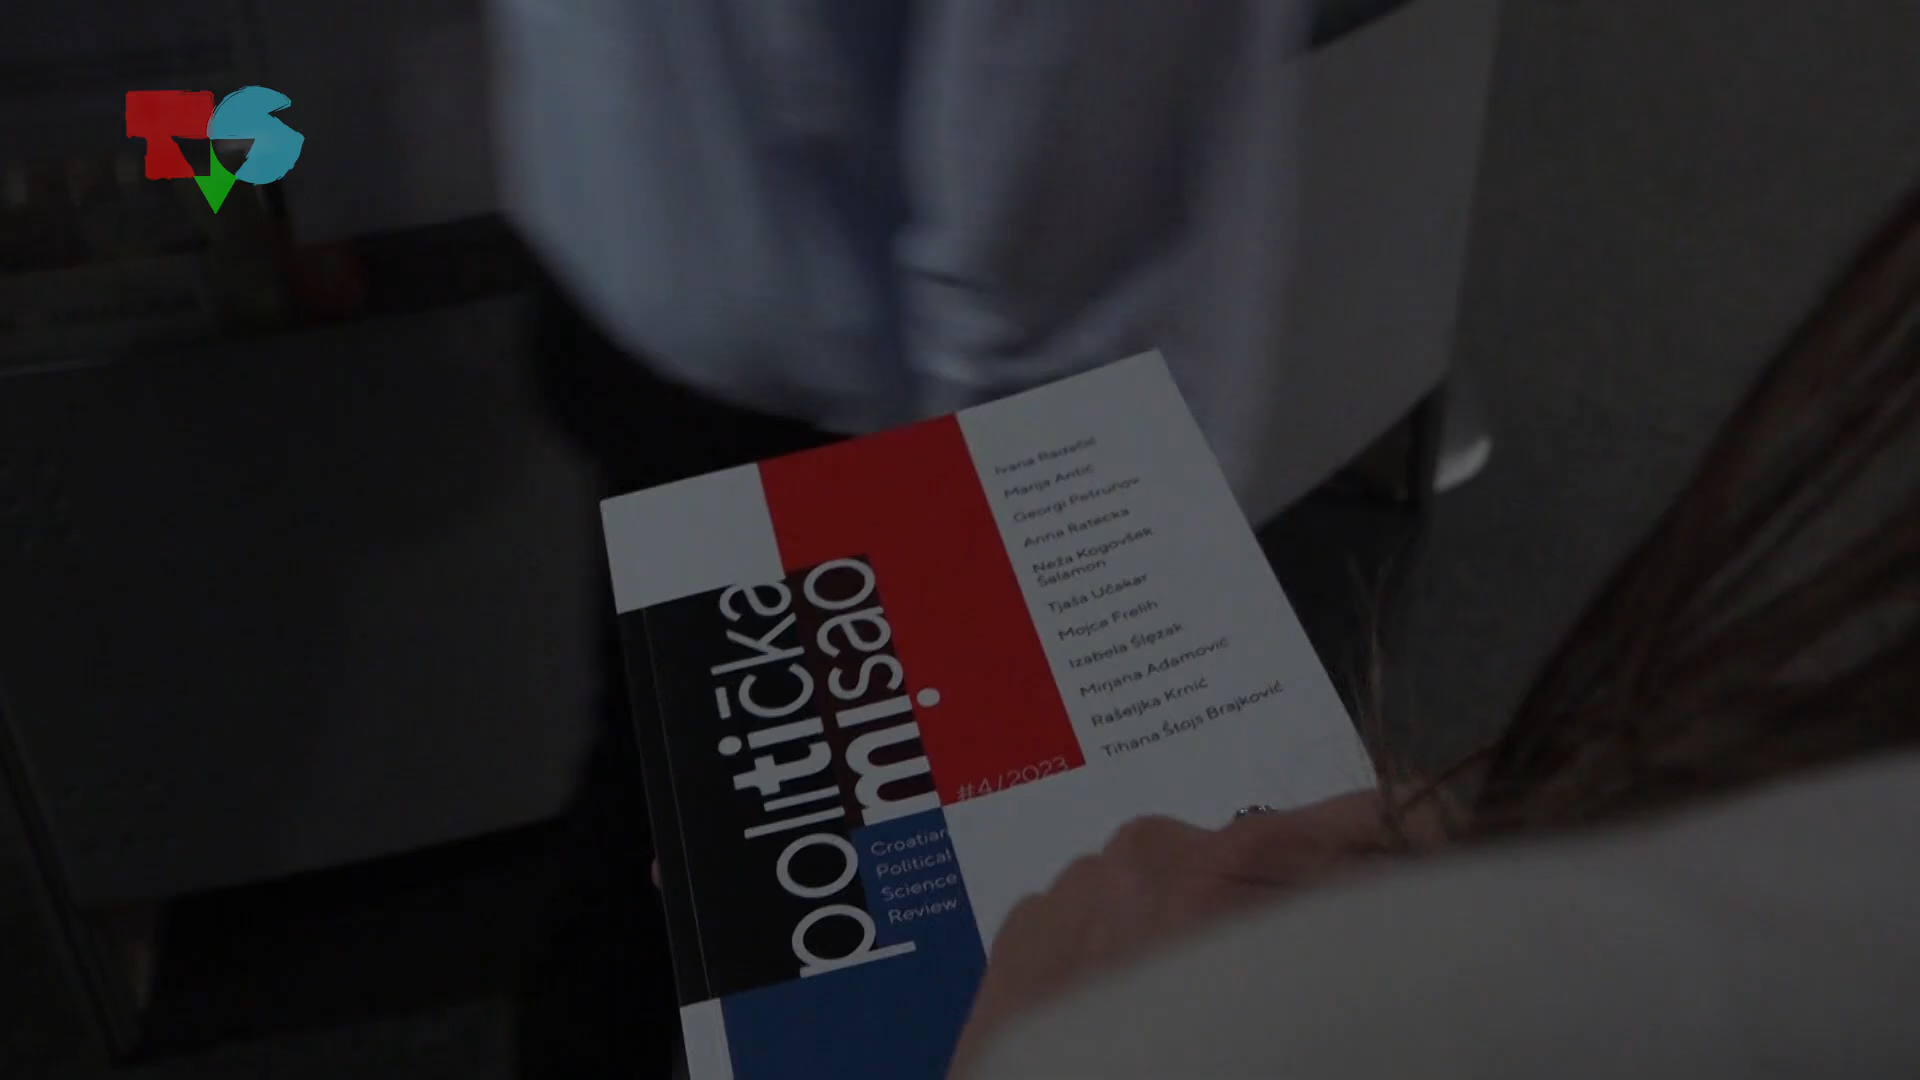 TVS
Ivana Radačić
Marija Antić
Georgi Petrunov
Anna Ratecka
Neža Kogovšek
Šalamon
Tjaša Učakar
Mojca Frelih
Izabela Ślęzak
Mirjana Adamović
Rašeljka Krnić
Tihana Štojs Brajković
politička
misao
#4/2023
Croatian
Political
Science
Review